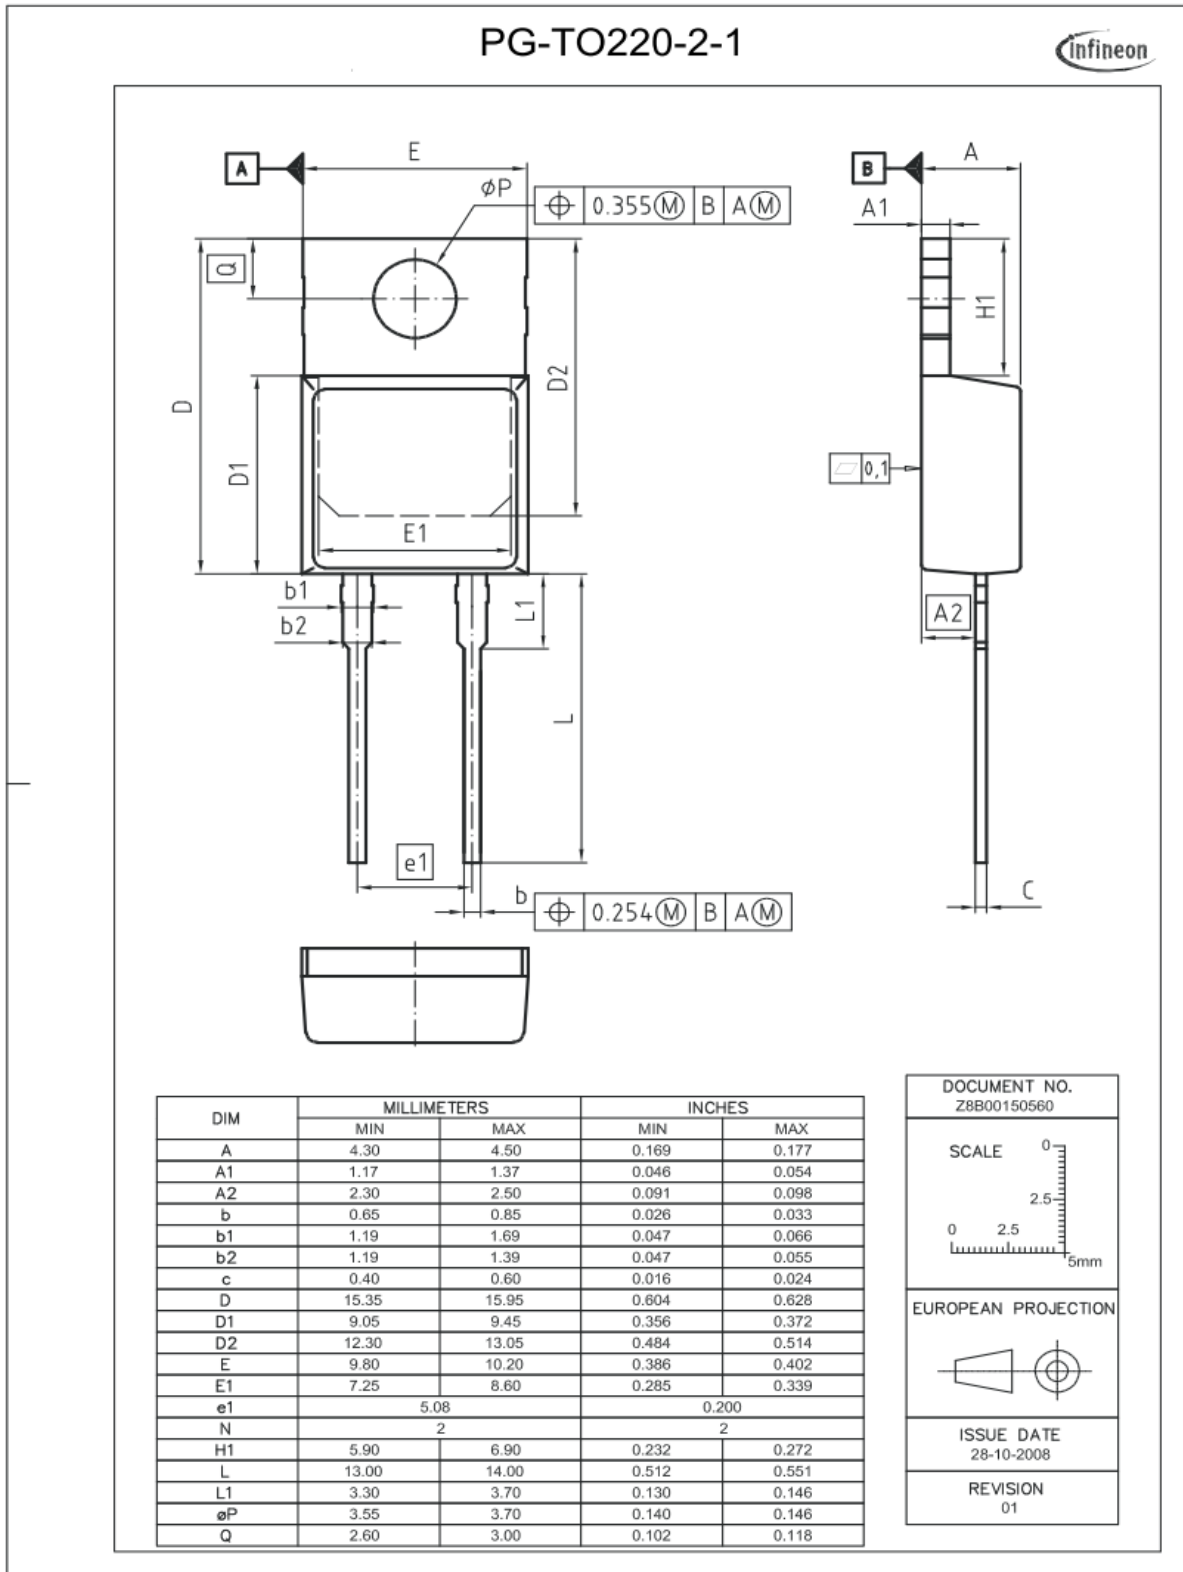 PG-TO220-2-1
infineon
A
E
B
A
øP
0.355Ⓜ B AⓂ
A1
Q
H1
D2
D
D1
0,1
E1
b1
b2
L1
A2
L
e1
b
0.254Ⓜ B AⓂ
C
DIM MILLIMETERS INCHES
MIN MAX MIN MAX
A 4.30 4.50 0.169 0.177
A1 1.17 1.37 0.046 0.054
A2 2.30 2.50 0.091 0.098
b 0.65 0.85 0.026 0.033
b1 1.19 1.69 0.047 0.066
b2 1.19 1.39 0.047 0.055
c 0.40 0.60 0.016 0.024
D 15.35 15.95 0.604 0.628
D1 9.05 9.45 0.356 0.372
D2 12.30 13.05 0.484 0.514
E 9.80 10.20 0.386 0.402
E1 7.25 8.60 0.285 0.339
e1 5.08 0.200
N 2 2
H1 5.90 6.90 0.232 0.272
L 13.00 14.00 0.512 0.551
L1 3.30 3.70 0.130 0.146
øP 3.55 3.70 0.140 0.146
Q 2.60 3.00 0.102 0.118
DOCUMENT NO.
Z8B00150560
SCALE 0
2.5
0 2.5
5mm
EUROPEAN PROJECTION
ISSUE DATE
28-10-2008
REVISION
01